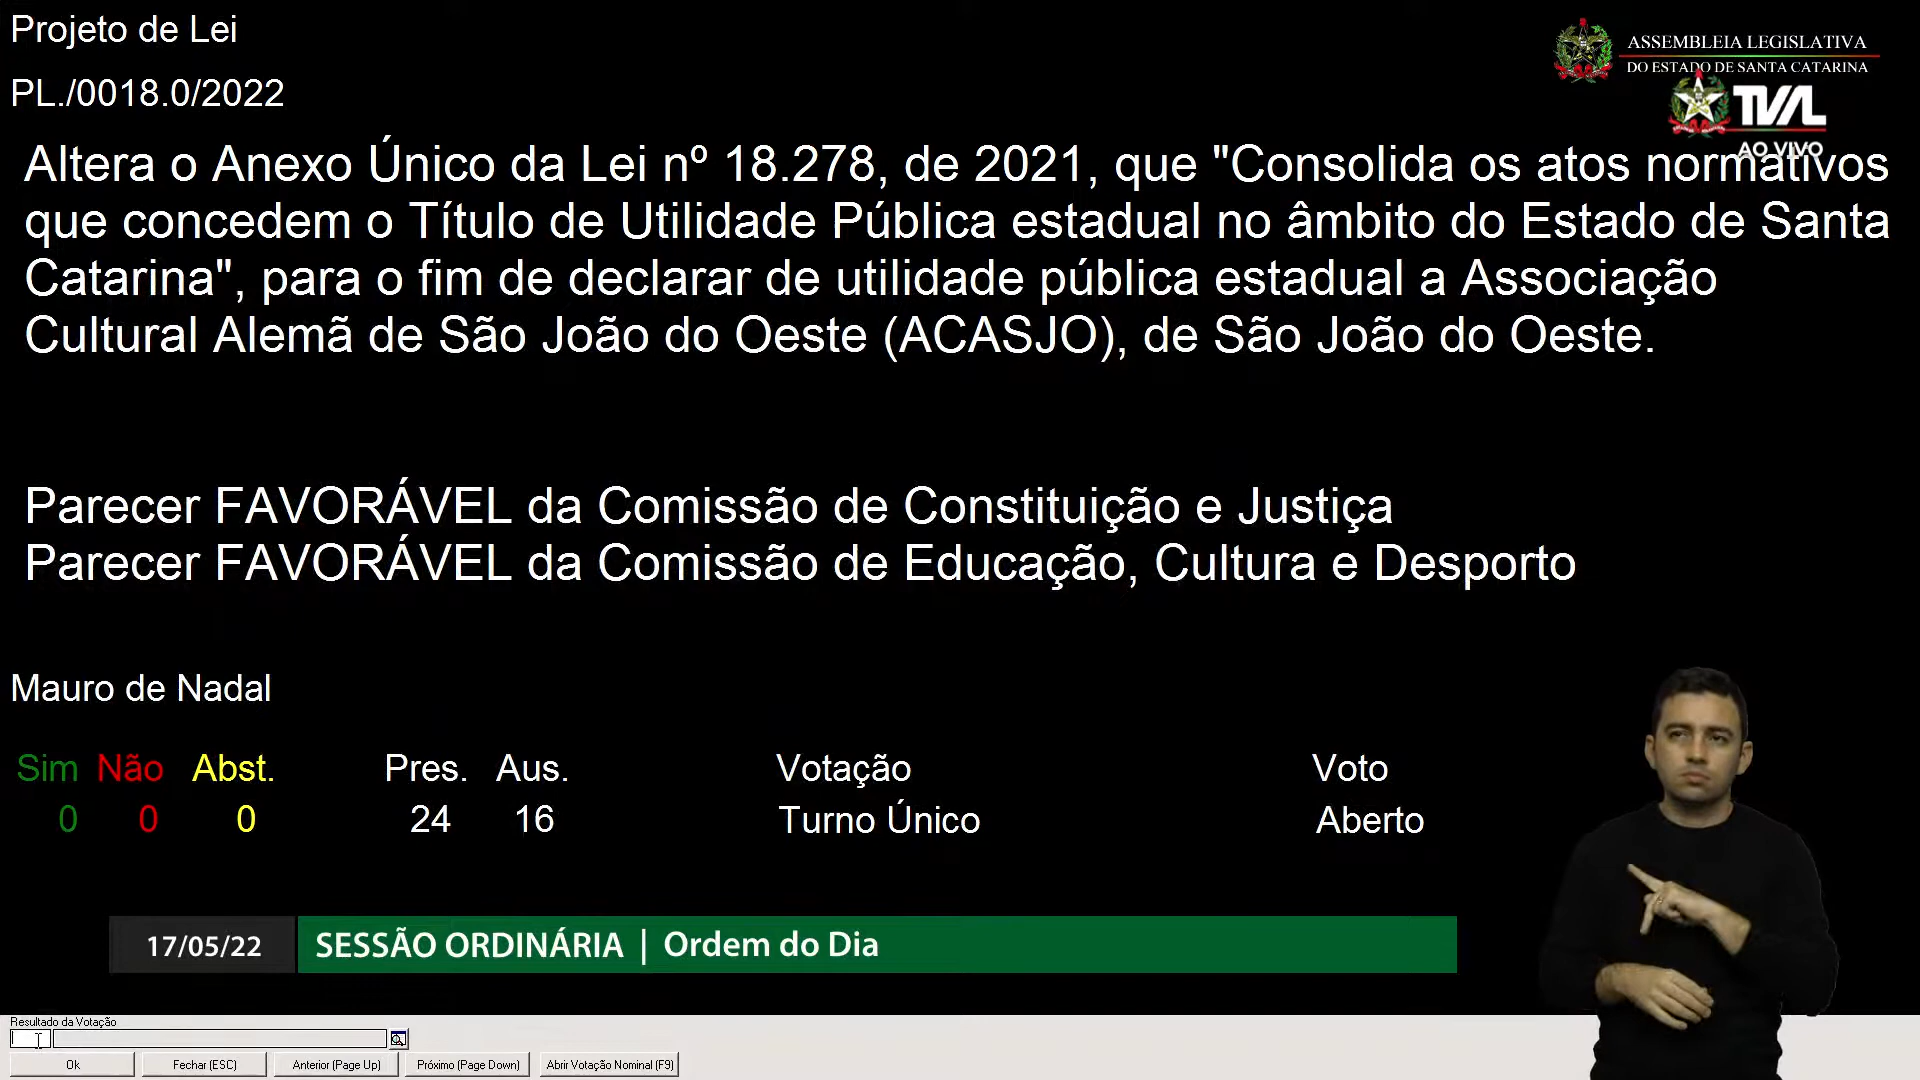 Projeto de Lei
ASSEMBLEIA LEGISLATIVA
DO ESTADO DE SANTA CATARINA
PL./0018.0/2022
TVAL
AO VIVO
Altera o Anexo Único da Lei nº 18.278, de 2021, que "Consolida os atos normativos
que concedem o Título de Utilidade Pública estadual no âmbito do Estado de Santa
Catarina", para o fim de declarar de utilidade pública estadual a Associação
Cultural Alemã de São João do Oeste (ACASJO), de São João do Oeste.
Parecer FAVORÁVEL da Comissão de Constituição e Justiça
Parecer FAVORÁVEL da Comissão de Educação, Cultura e Desporto
Mauro de Nadal
Sim Não Abst. Pres. Aus. Votação Voto
0 0 0 24 16 Turno Único Aberto
17/05/22 SESSÃO ORDINÁRIA | Ordem do Dia
Resultado da Votação
Ok Fechar (ESC) Anterior (Page Up) Próximo (Page Down) Abrir Votação Nominal (F9)